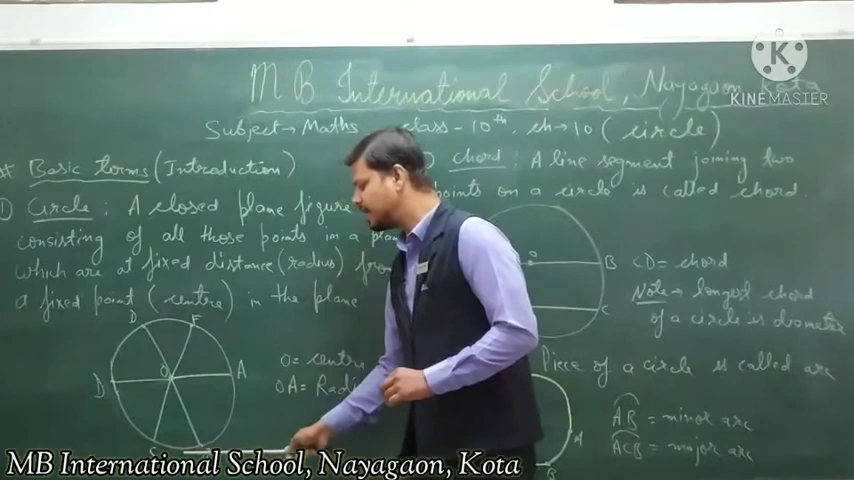 MB International School, Nayagaon, Kota
KINEMASTER
Subject → Maths class - 10th, ch → 10 (circle)
# Basic terms (Introduction)
chord : A line segment joining two
points on a circle is called chord.
① circle : A closed plane figure
consisting of all those points in a plane
which are at fixed distance (radius) from
a fixed point (centre) in the plane
D F
D O A
O = centre
OA = Radi
O B
C
CD = chord
Note → longest chord
of a circle is diameter
Piece of a circle is called arc
A
B
AB = minor arc
ACB = major arc
MB International School, Nayagaon, Kota